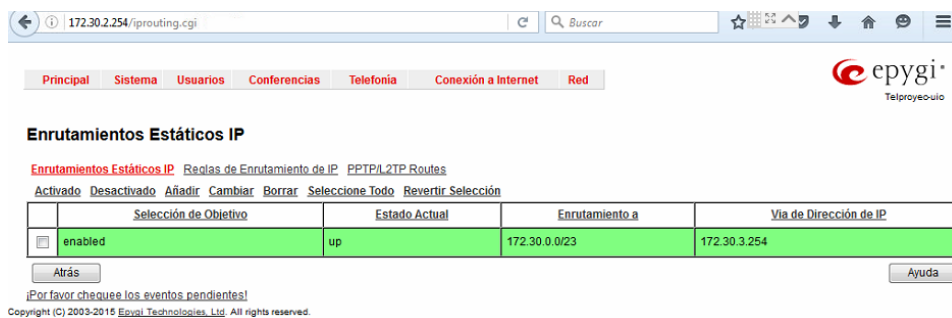 172.30.2.254/iprouting.cgi
Buscar
epygi
Telproyec-uio
Principal Sistema Usuarios Conferencias Telefonía Conexión a Internet Red
Enrutamientos Estáticos IP
Enrutamientos Estáticos IP Reglas de Enrutamiento de IP PPTP/L2TP Routes
Activado Desactivado Añadir Cambiar Borrar Seleccione Todo Revertir Selección
Selección de Objetivo Estado Actual Enrutamiento a Via de Dirección de IP
enabled up 172.30.0.0/23 172.30.3.254
Atrás Ayuda
¡Por favor chequee los eventos pendientes!
Copyright (C) 2003-2015 Epygi Technologies, Ltd. All rights reserved.